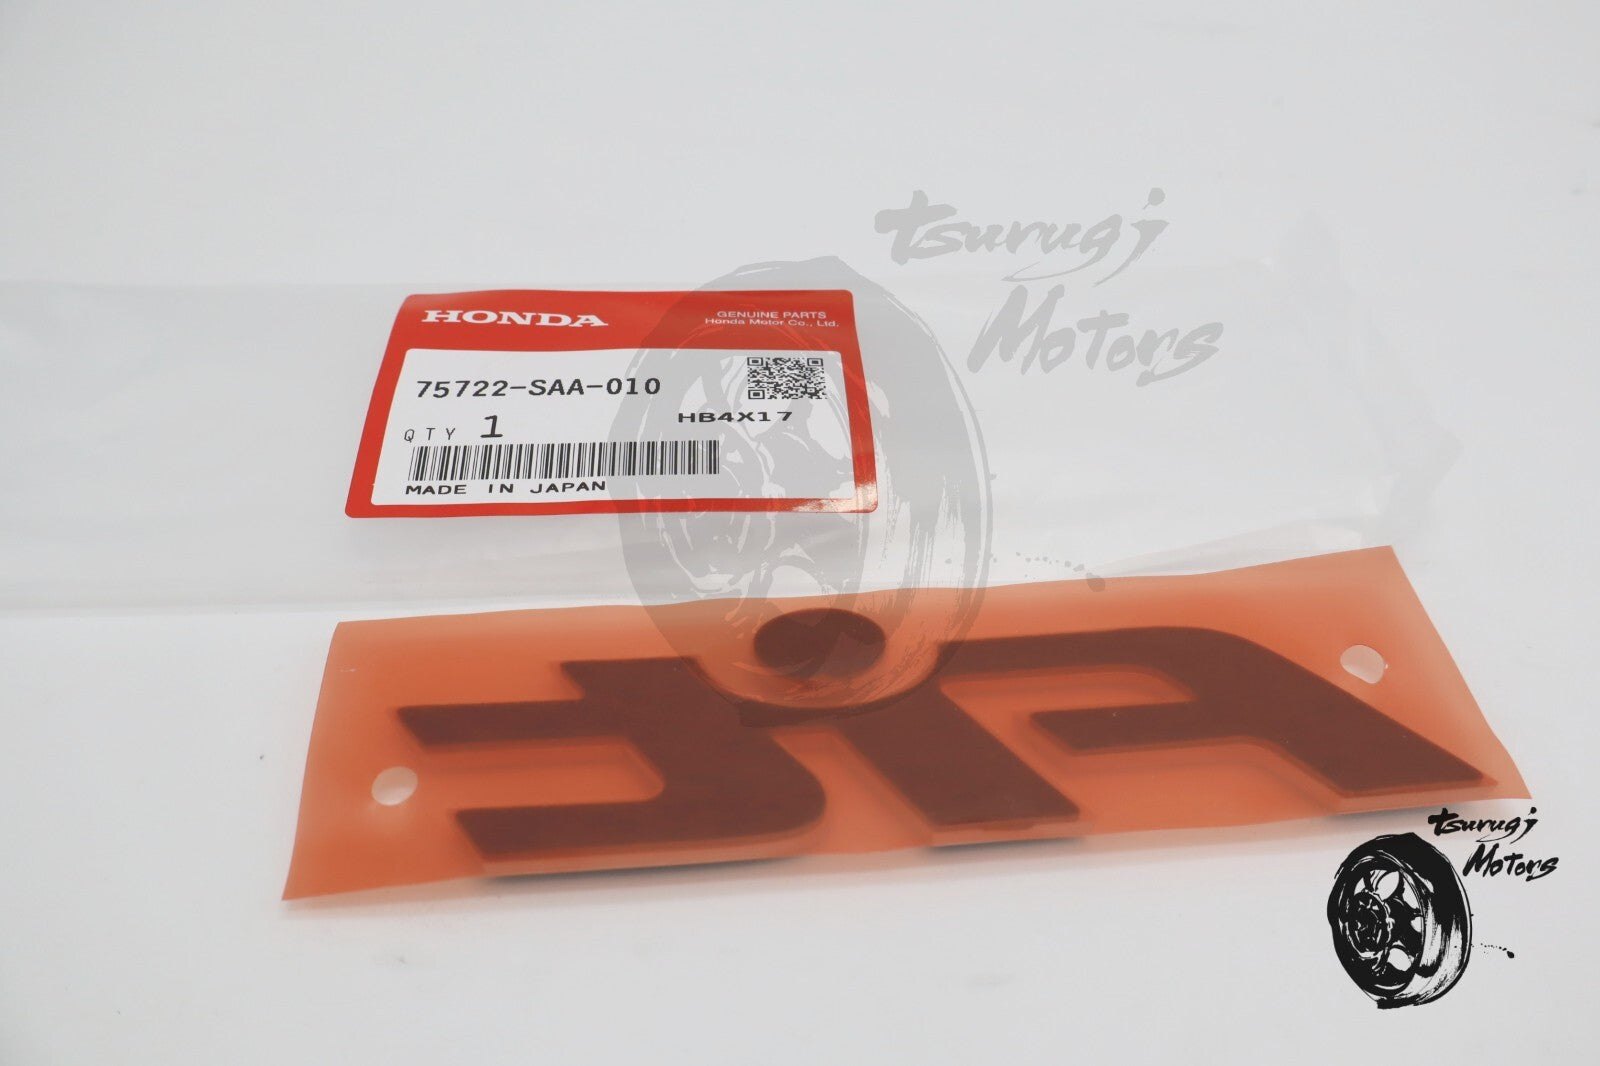 tsurugi
Motors
HONDA
GENUINE PARTS
Honda Motor Co., Ltd.
75722-SAA-010
HB4X17
QTY 1
MADE IN JAPAN
tsurugi
Motors